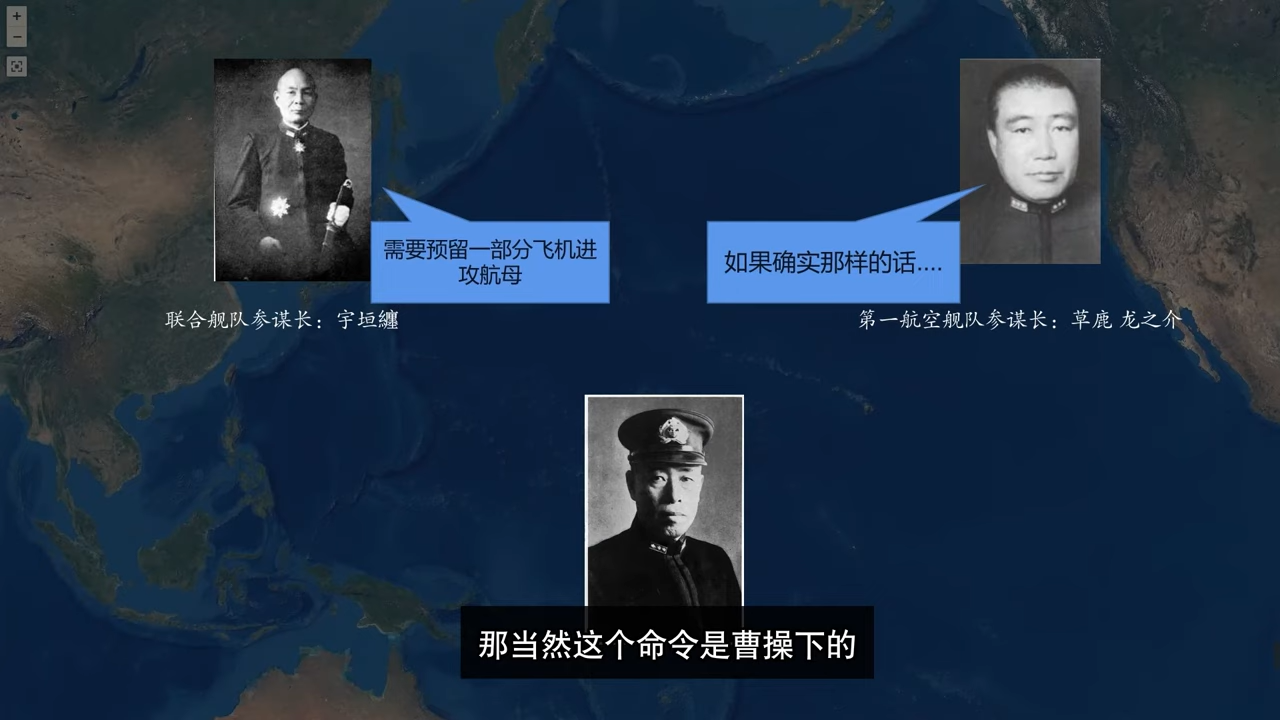 需要预留一部分飞机进
攻航母
如果确实那样的话....
联合舰队参谋长：宇垣纏
第一航空舰队参谋长：草鹿 龙之介
那当然这个命令是曹操下的